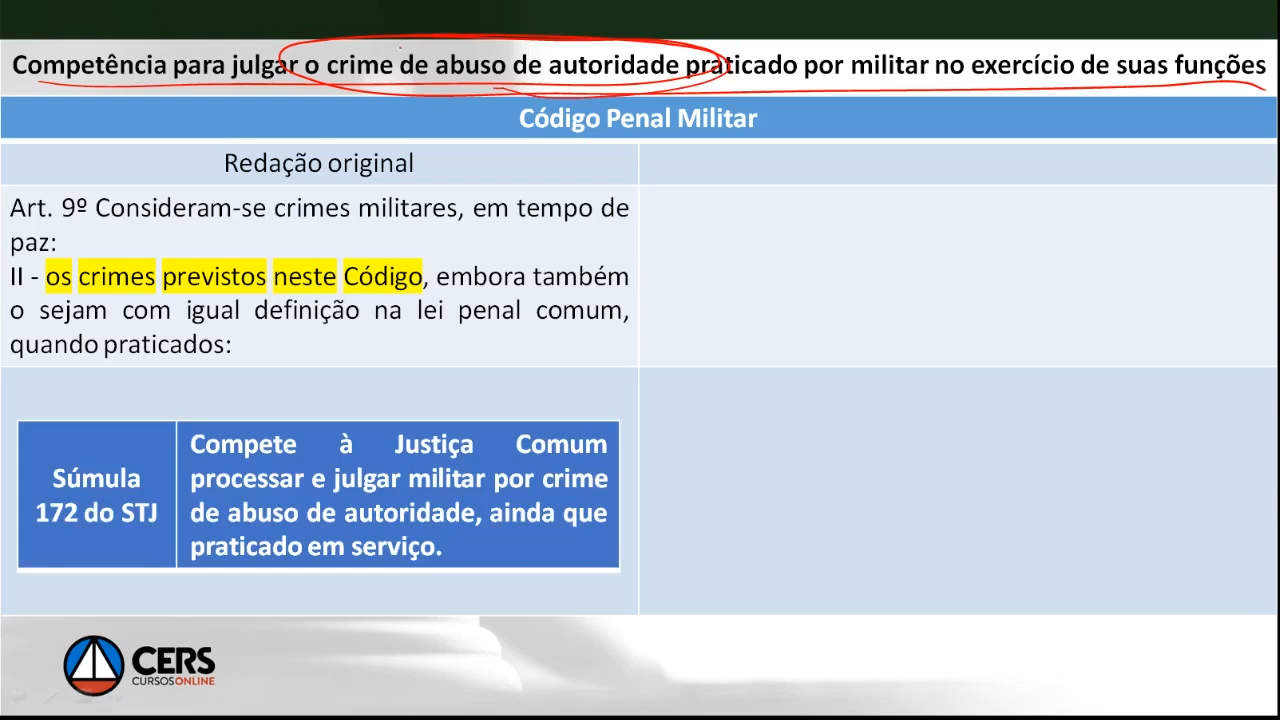 Competência para julgar o crime de abuso de autoridade praticado por militar no exercício de suas funções
Código Penal Militar
Redação original
Art. 9º Consideram-se crimes militares, em tempo de
paz:
II - os crimes previstos neste Código, embora também
o sejam com igual definição na lei penal comum,
quando praticados:
Súmula
172 do STJ
Compete à Justiça Comum
processar e julgar militar por crime
de abuso de autoridade, ainda que
praticado em serviço.
CERS
CURSOS ONLINE